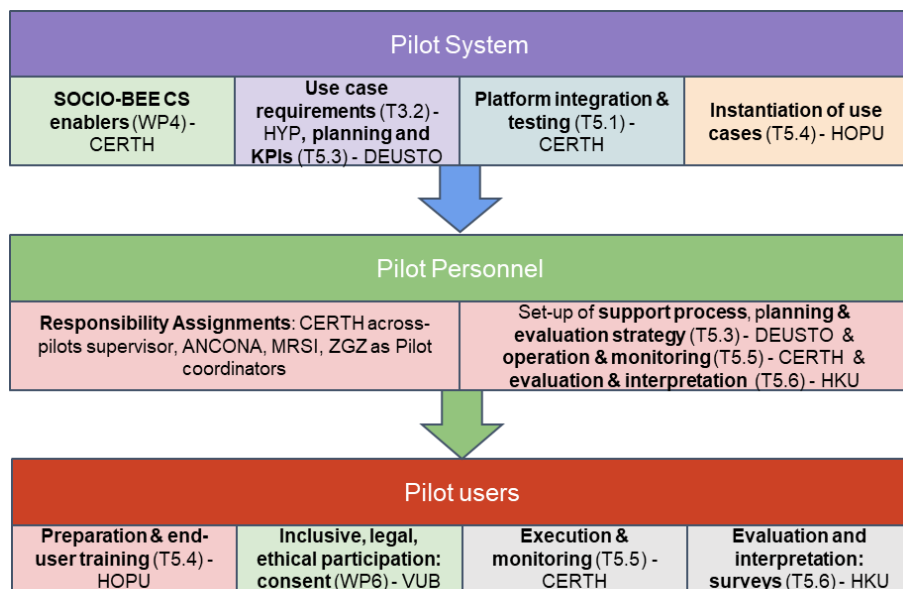 Pilot System
SOCIO-BEE CS
enablers (WP4) -
CERTH
Use case
requirements (T3.2) -
HYP, planning and
KPIs (T5.3) - DEUSTO
Platform integration &
testing (T5.1) -
CERTH
Instantiation of use
cases (T5.4) - HOPU
Pilot Personnel
Responsibility Assignments: CERTH across-
pilots supervisor, ANCONA, MRSI, ZGZ as Pilot
coordinators
Set-up of support process, planning &
evaluation strategy (T5.3) - DEUSTO &
operation & monitoring (T5.5) - CERTH &
evaluation & interpretation (T5.6) - HKU
Pilot users
Preparation & end-
user training (T5.4) -
HOPU
Inclusive, legal,
ethical participation:
consent (WP6) - VUB
Execution &
monitoring (T5.5) -
CERTH
Evaluation and
interpretation:
surveys (T5.6) - HKU